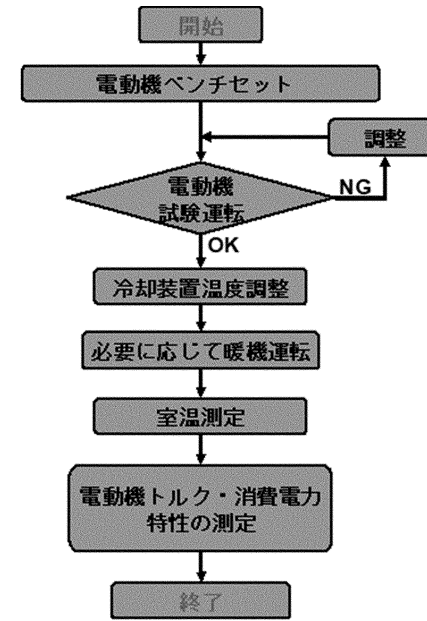 開始
電動機ベンチセット
調整
電動機
試験運転
NG
OK
冷却装置温度調整
必要に応じて暖機運転
室温測定
電動機トルク・消費電力
特性の測定
終了